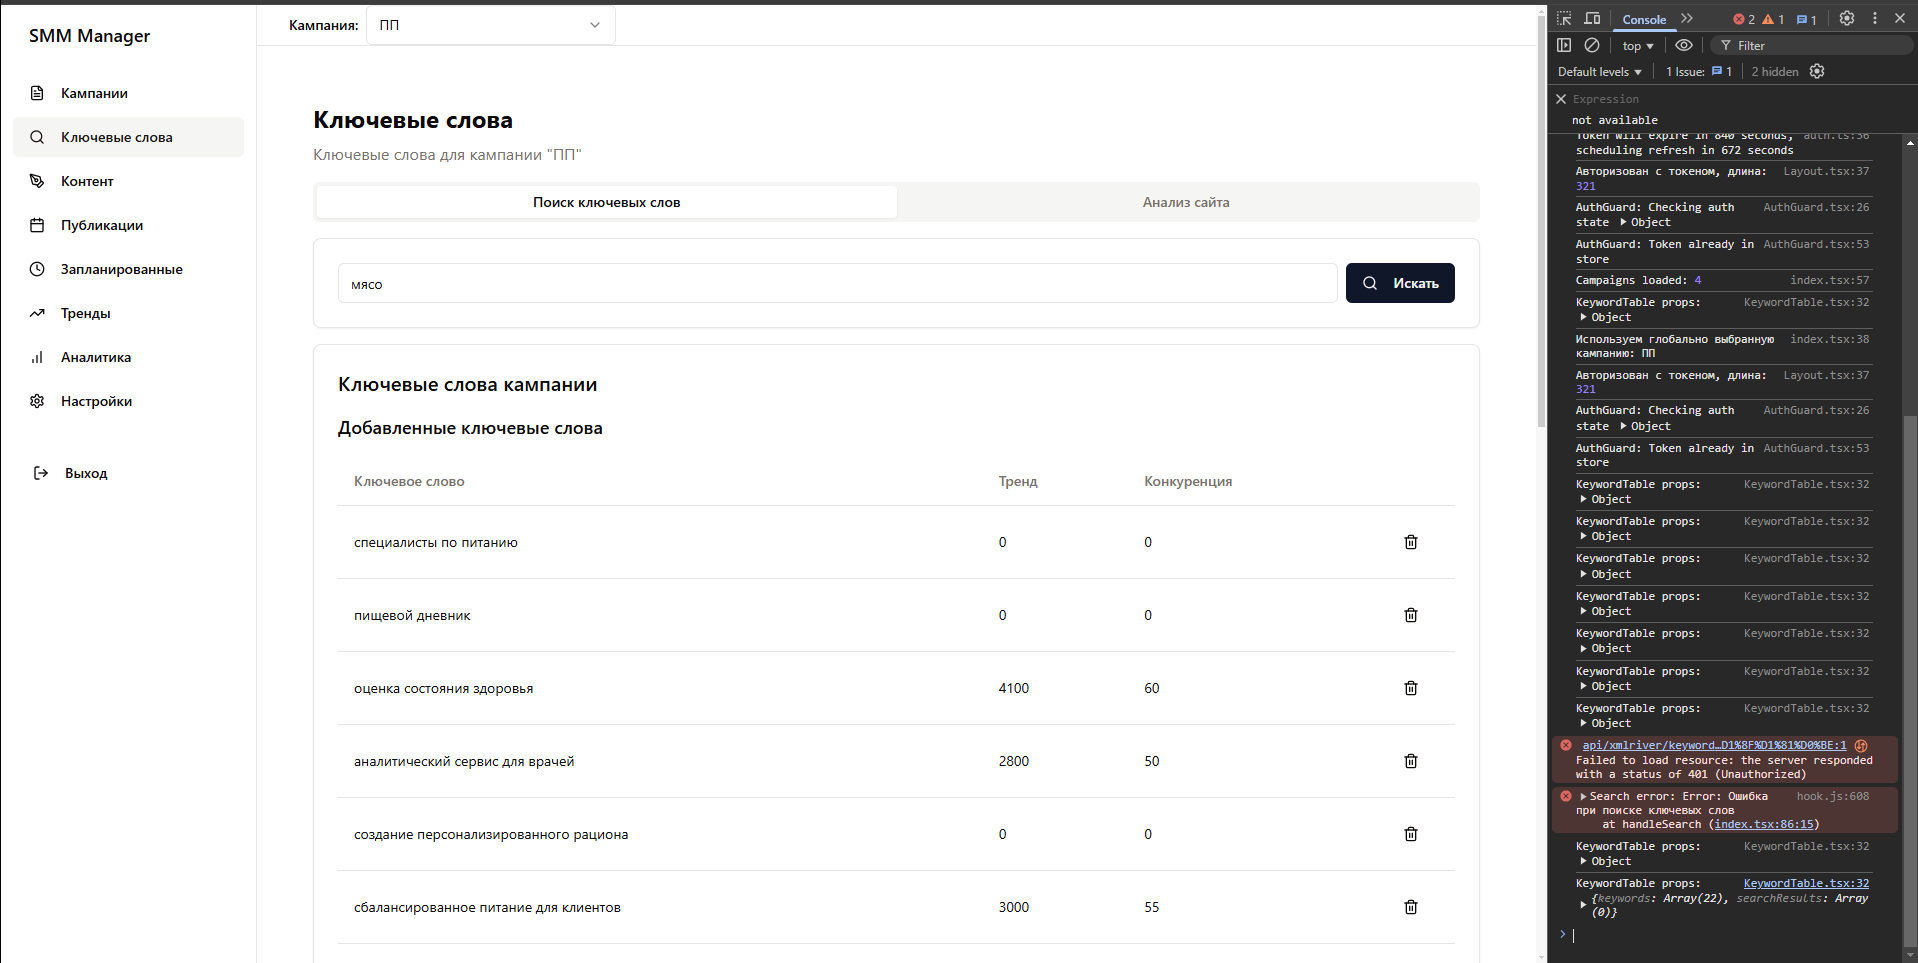 SMM Manager
Кампании
Ключевые слова
Контент
Публикации
Запланированные
Тренды
Аналитика
Настройки
Выход
Кампания:
ПП
Ключевые слова
Ключевые слова для кампании "ПП"
Поиск ключевых слов
Анализ сайта
мясо
Искать
Ключевые слова кампании
Добавленные ключевые слова
Ключевое слово Тренд Конкуренция
специалисты по питанию 0 0
пищевой дневник 0 0
оценка состояния здоровья 4100 60
аналитический сервис для врачей 2800 50
создание персонализированного рациона 0 0
сбалансированное питание для клиентов 3000 55
Console 2 1 1
top Filter
Default levels 1 Issue: 1 2 hidden
Expression
not available
Token will expire in 840 seconds, auth.ts:36
scheduling refresh in 672 seconds
Авторизован с токеном, длина: Layout.tsx:37
321
AuthGuard: Checking auth AuthGuard.tsx:26
state Object
AuthGuard: Token already in AuthGuard.tsx:53
store
Campaigns loaded: 4 index.tsx:57
KeywordTable props: KeywordTable.tsx:32
Object
Используем глобально выбранную index.tsx:38
кампанию: ПП
Авторизован с токеном, длина: Layout.tsx:37
321
AuthGuard: Checking auth AuthGuard.tsx:26
state Object
AuthGuard: Token already in AuthGuard.tsx:53
store
KeywordTable props: KeywordTable.tsx:32
Object
KeywordTable props: KeywordTable.tsx:32
Object
KeywordTable props: KeywordTable.tsx:32
Object
KeywordTable props: KeywordTable.tsx:32
Object
KeywordTable props: KeywordTable.tsx:32
Object
KeywordTable props: KeywordTable.tsx:32
Object
KeywordTable props: KeywordTable.tsx:32
Object
api/xmlriver/keyword…D1%8F%D1%81%D0%BE:1
Failed to load resource: the server responded
with a status of 401 (Unauthorized)
Search error: Error: Ошибка hook.js:608
при поиске ключевых слов
at handleSearch (index.tsx:86:15)
KeywordTable props: KeywordTable.tsx:32
Object
KeywordTable props: KeywordTable.tsx:32
{keywords: Array(22), searchResults: Array
(0)}